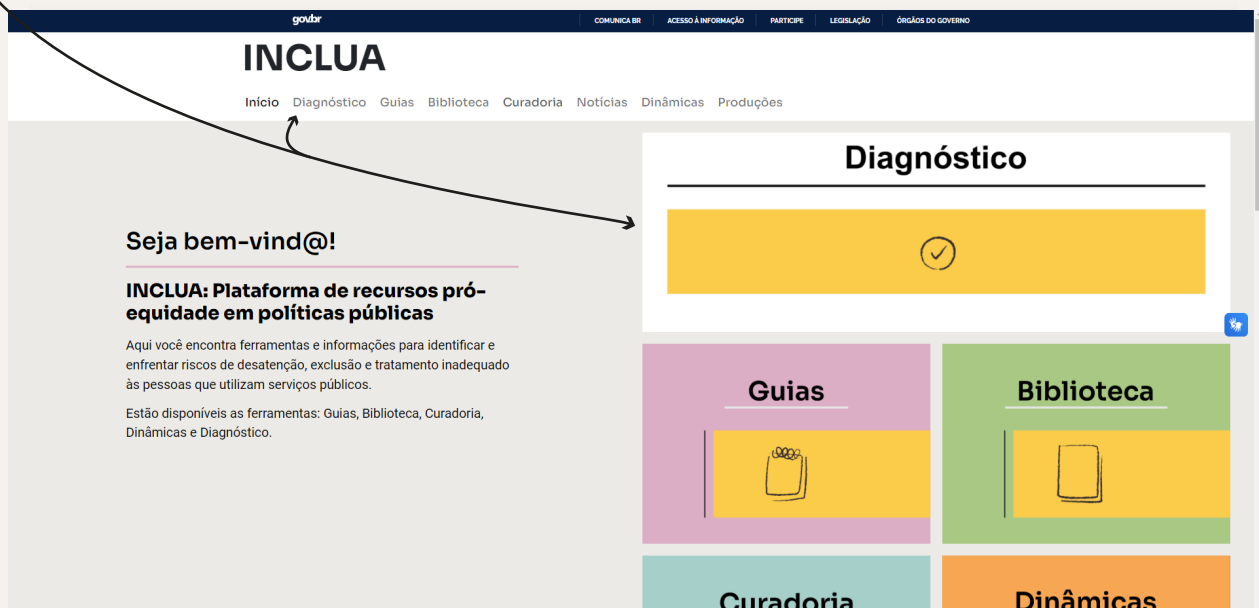 gov.br COMUNICA BR ACESSO À INFORMAÇÃO PARTICIPE LEGISLAÇÃO ÓRGÃOS DO GOVERNO
INCLUA
Início Diagnóstico Guias Biblioteca Curadoria Notícias Dinâmicas Produções
Diagnóstico
Seja bem-vind@!
INCLUA: Plataforma de recursos pró-
equidade em políticas públicas
Aqui você encontra ferramentas e informações para identificar e
enfrentar riscos de desatenção, exclusão e tratamento inadequado
às pessoas que utilizam serviços públicos.
Estão disponíveis as ferramentas: Guias, Biblioteca, Curadoria,
Dinâmicas e Diagnóstico.
Guias
Biblioteca
Curadoria
Dinâmicas